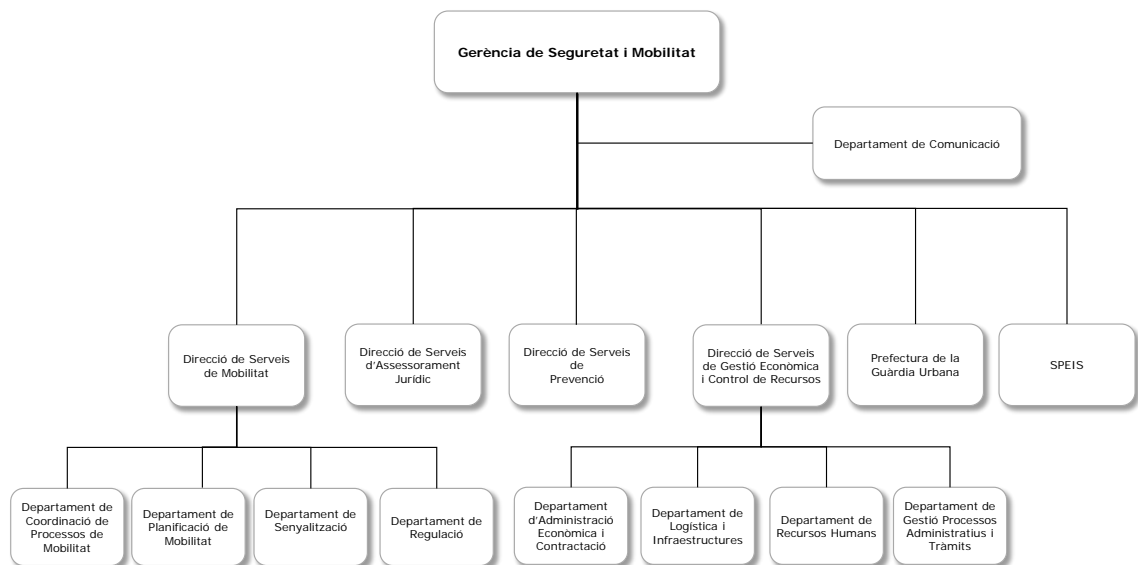 Gerència de Seguretat i Mobilitat
Departament de Comunicació
Direcció de Serveis
de Mobilitat
Direcció de Serveis
d'Assessorament
Jurídic
Direcció de Serveis
de
Prevenció
Direcció de Serveis
de Gestió Econòmica
i Control de Recursos
Prefectura de la
Guàrdia Urbana
SPEIS
Departament de
Coordinació de
Processos de
Mobilitat
Departament de
Planificació de
Mobilitat
Departament de
Senyalització
Departament de
Regulació
Departament
d'Administració
Econòmica i
Contractació
Departament de
Logística i
Infraestructures
Departament de
Recursos Humans
Departament de
Gestió Processos
Administratius i
Tràmits